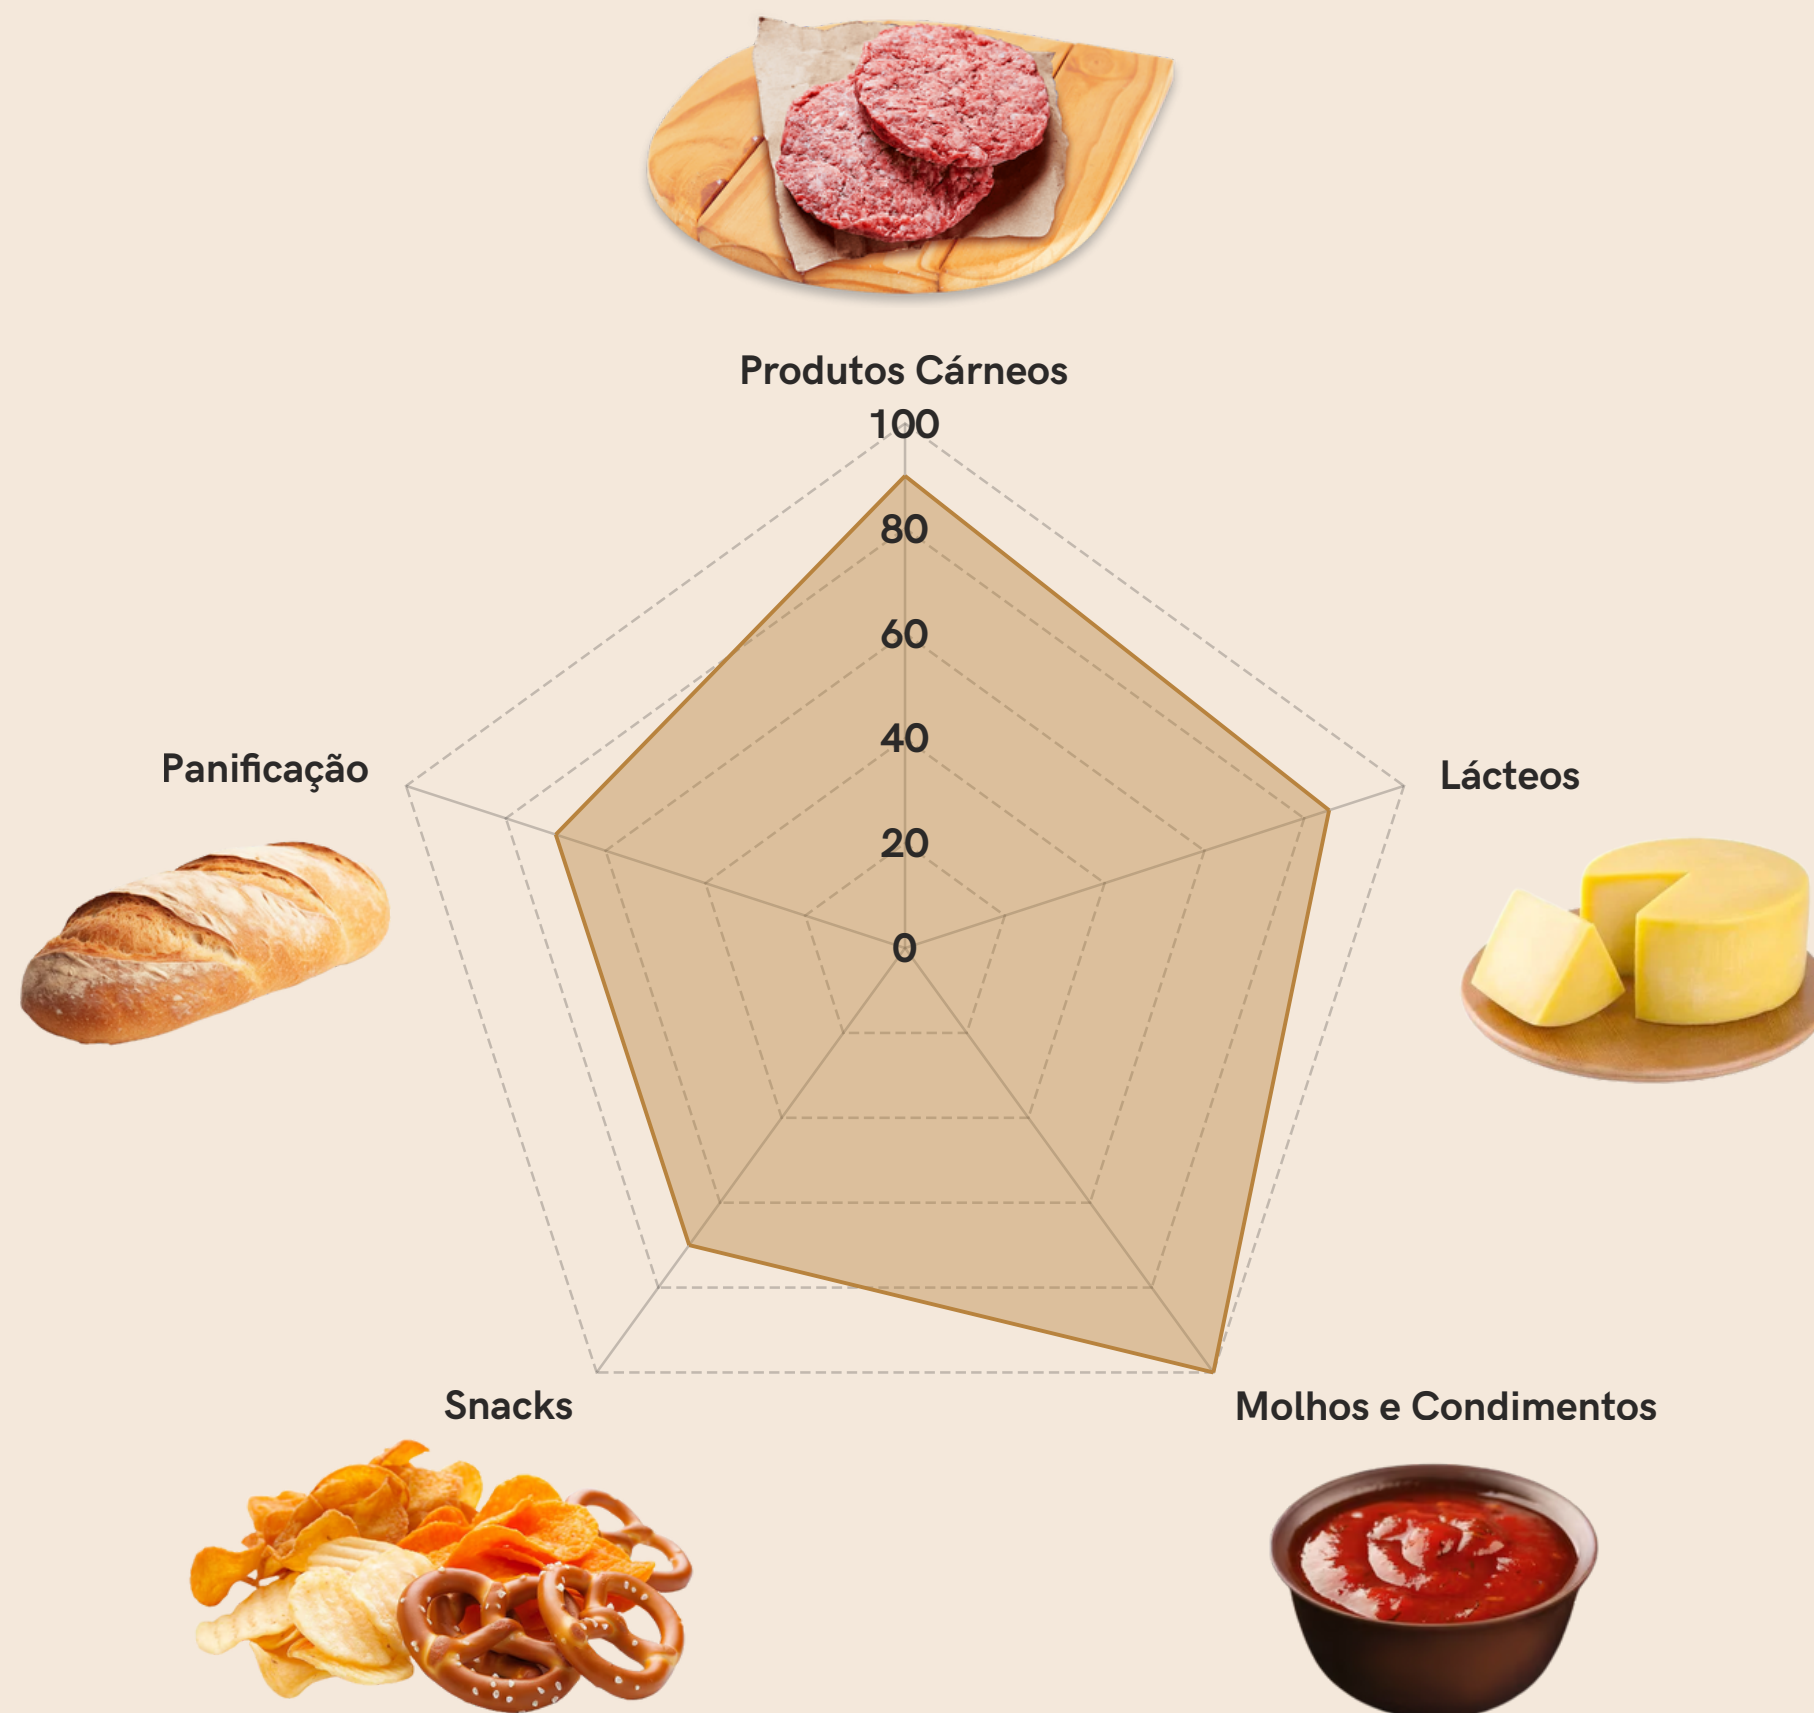 Produtos Cárneos
100
80
60
40
20
0
Panificação
Lácteos
Snacks
Molhos e Condimentos